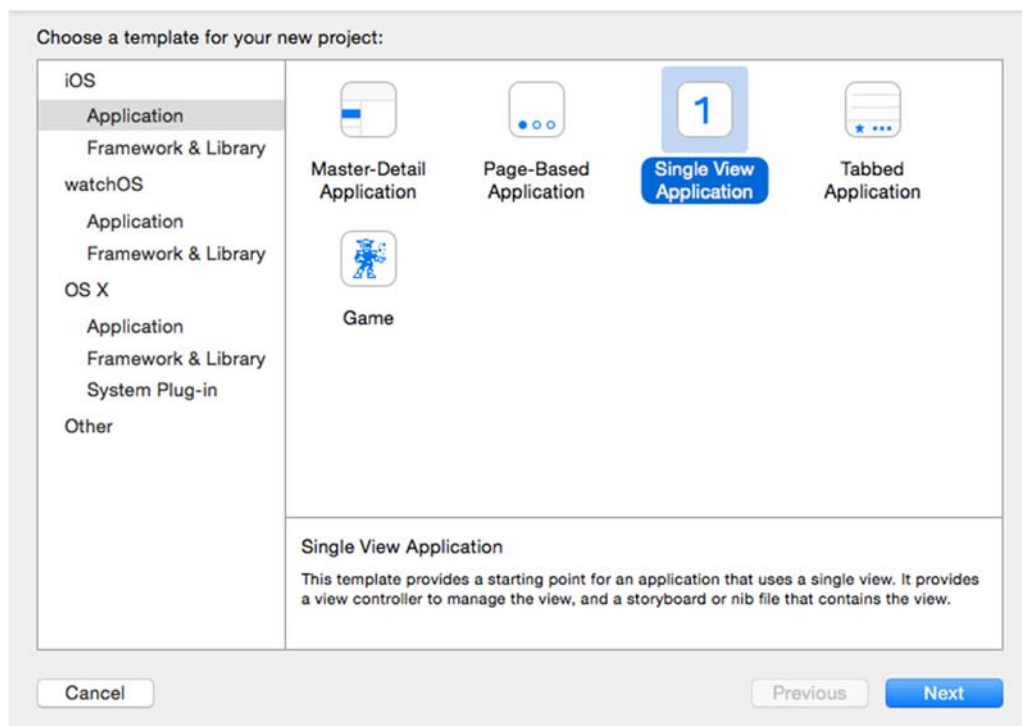 Choose a template for your new project:
iOS
Application
Framework & Library
watchOS
Application
Framework & Library
OS X
Application
Framework & Library
System Plug-in
Other
Master-Detail
Application
Page-Based
Application
1
Single View
Application
Tabbed
Application
Game
Single View Application
This template provides a starting point for an application that uses a single view. It provides
a view controller to manage the view, and a storyboard or nib file that contains the view.
Cancel
Previous
Next